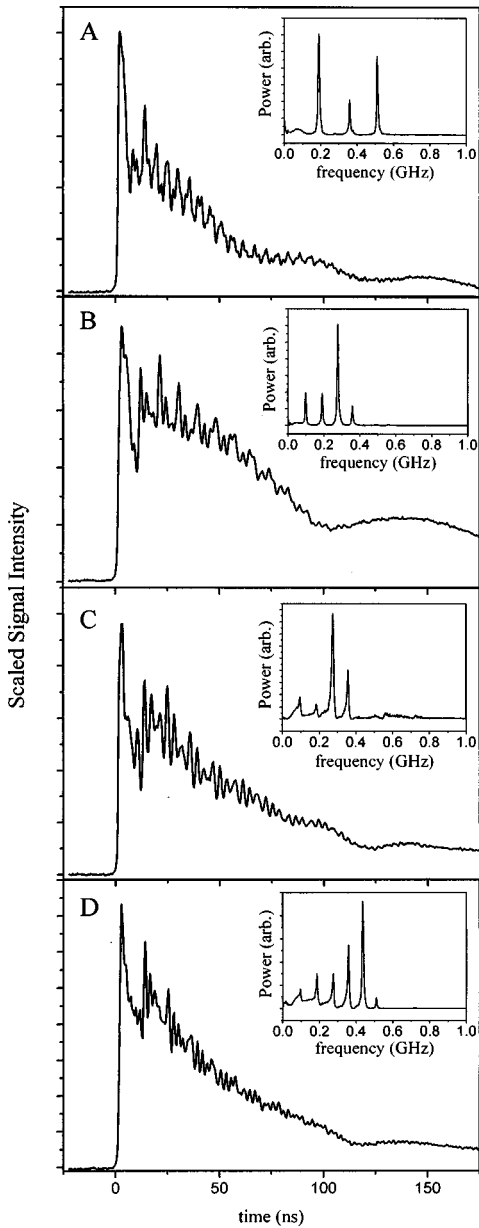 A
Power (arb.)
0.0 0.2 0.4 0.6 0.8 1.0
frequency (GHz)
B
Power (arb.)
0.0 0.2 0.4 0.6 0.8 1.0
frequency (GHz)
Scaled Signal Intensity
C
Power (arb.)
0.0 0.2 0.4 0.6 0.8 1.0
frequency (GHz)
D
Power (arb.)
0.0 0.2 0.4 0.6 0.8 1.0
frequency (GHz)
0 50 100 150
time (ns)